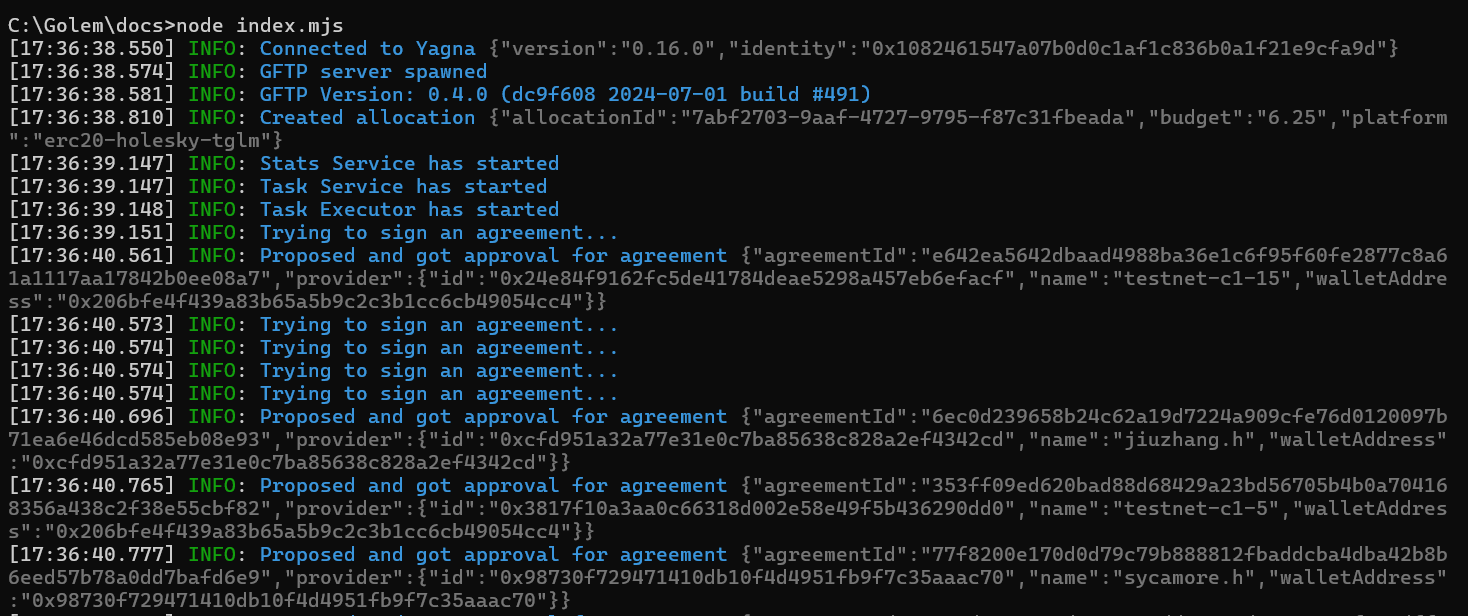 C:\Golem\docs>node index.mjs
[17:36:38.550] INFO: Connected to Yagna {"version":"0.16.0","identity":"0x1082461547a07b0d0c1af1c836b0a1f21e9cfa9d"}
[17:36:38.574] INFO: GFTP server spawned
[17:36:38.581] INFO: GFTP Version: 0.4.0 (dc9f608 2024-07-01 build #491)
[17:36:38.810] INFO: Created allocation {"allocationId":"7abf2703-9aaf-4727-9795-f87c31fbeada","budget":"6.25","platform
":"erc20-holesky-tglm"}
[17:36:39.147] INFO: Stats Service has started
[17:36:39.147] INFO: Task Service has started
[17:36:39.148] INFO: Task Executor has started
[17:36:39.151] INFO: Trying to sign an agreement...
[17:36:40.561] INFO: Proposed and got approval for agreement {"agreementId":"e642ea5642dbaad4988ba36e1c6f95f60fe2877c8a6
1a1117aa17842b0ee08a7","provider":{"id":"0x24e84f9162fc5de41784deae5298a457eb6efacf","name":"testnet-c1-15","walletAddre
ss":"0x206bfe4f439a83b65a5b9c2c3b1cc6cb49054cc4"}}
[17:36:40.573] INFO: Trying to sign an agreement...
[17:36:40.574] INFO: Trying to sign an agreement...
[17:36:40.574] INFO: Trying to sign an agreement...
[17:36:40.574] INFO: Trying to sign an agreement...
[17:36:40.696] INFO: Proposed and got approval for agreement {"agreementId":"6ec0d239658b24c62a19d7224a909cfe76d0120097b
71ea6e46dcd585eb08e93","provider":{"id":"0xcfd951a32a77e31e0c7ba85638c828a2ef4342cd","name":"jiuzhang.h","walletAddress"
:"0xcfd951a32a77e31e0c7ba85638c828a2ef4342cd"}}
[17:36:40.765] INFO: Proposed and got approval for agreement {"agreementId":"353ff09ed620bad88d68429a23bd56705b4b0a704168
8356a438c2f38e55cbf82","provider":{"id":"0x3817f10a3aa0c66318d002e58e49f5b436290dd0","name":"testnet-c1-5","walletAddres
s":"0x206bfe4f439a83b65a5b9c2c3b1cc6cb49054cc4"}}
[17:36:40.777] INFO: Proposed and got approval for agreement {"agreementId":"77f8200e170d0d79c79b888812fbaddcba4dba42b8b
6eed57b78a0dd7bafd6e9","provider":{"id":"0x98730f729471410db10f4d4951fb9f7c35aaac70","name":"sycamore.h","walletAddress"
:"0x98730f729471410db10f4d4951fb9f7c35aaac70"}}